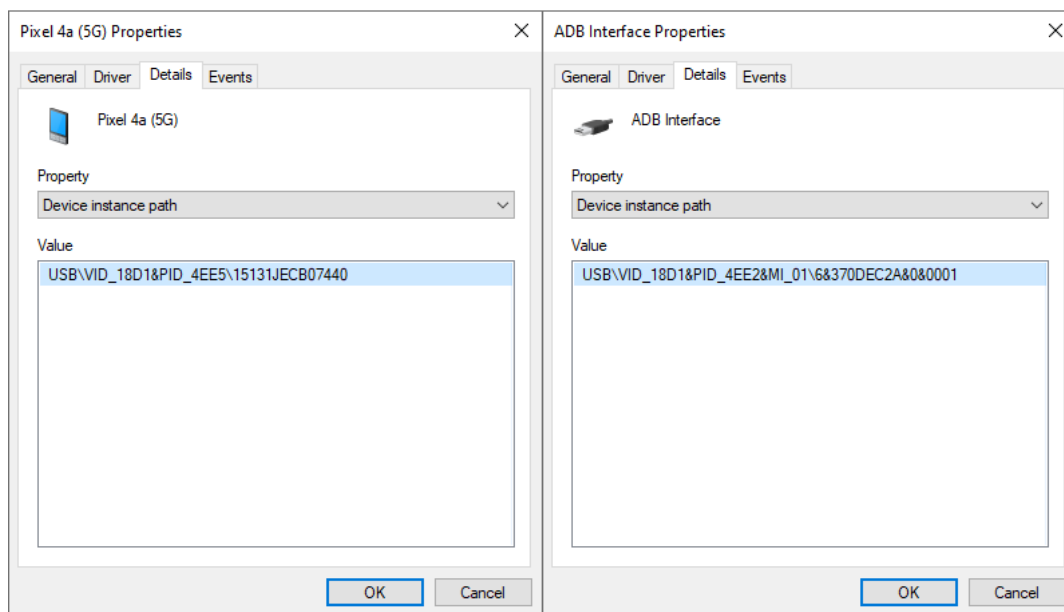 Pixel 4a (5G) Properties
General Driver Details Events
Pixel 4a (5G)
Property
Device instance path
Value
USB\VID_18D1&PID_4EE5\15131JECB07440
OK Cancel
ADB Interface Properties
General Driver Details Events
ADB Interface
Property
Device instance path
Value
USB\VID_18D1&PID_4EE2&MI_01\6&370DEC2A&0&0001
OK Cancel